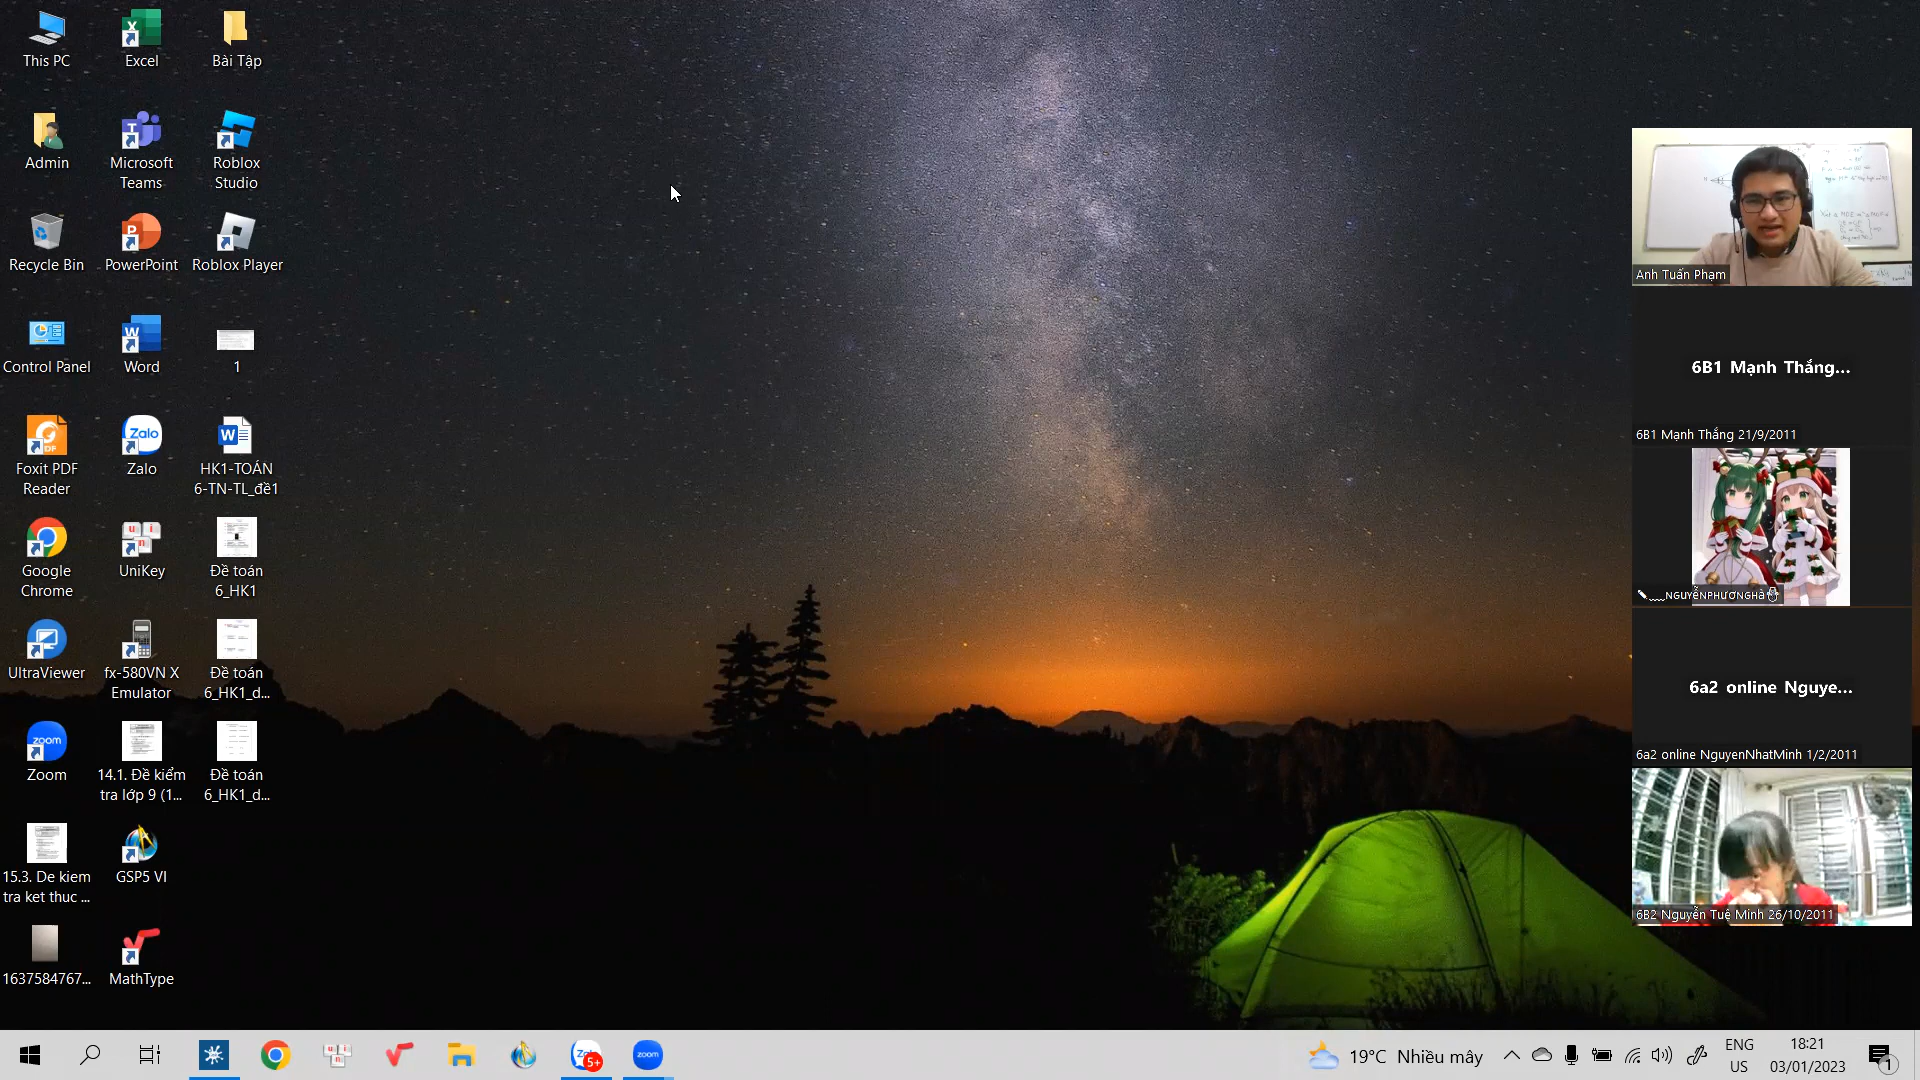 This PC
Excel
Bài Tập
Admin
Microsoft
Teams
Roblox
Studio
Recycle Bin
PowerPoint
Roblox Player
Control Panel
Word
1
Foxit PDF
Reader
Zalo
HK1-TOÁN
6-TN-TL_đề1
Google
Chrome
UniKey
Đề toán
6_HK1
UltraViewer
fx-580VN X
Emulator
Đề toán
6_HK1_d...
Zoom
14.1. Đề kiểm
tra lớp 9 (1...
Đề toán
6_HK1_d...
15.3. De kiem
tra ket thuc ...
GSP5 VI
1637584767...
MathType
Anh Tuấn Phạm
6B1 Mạnh Thắng...
6B1 Mạnh Thắng 21/9/2011
NGUYỄNPHƯƠNGHà
6a2 online Nguye...
6a2 online NguyenNhatMinh 1/2/2011
6B2 Nguyễn Tuệ Minh 26/10/2011
zoom
5+
19°C Nhiều mây
ENG
US
18:21
03/01/2023
1